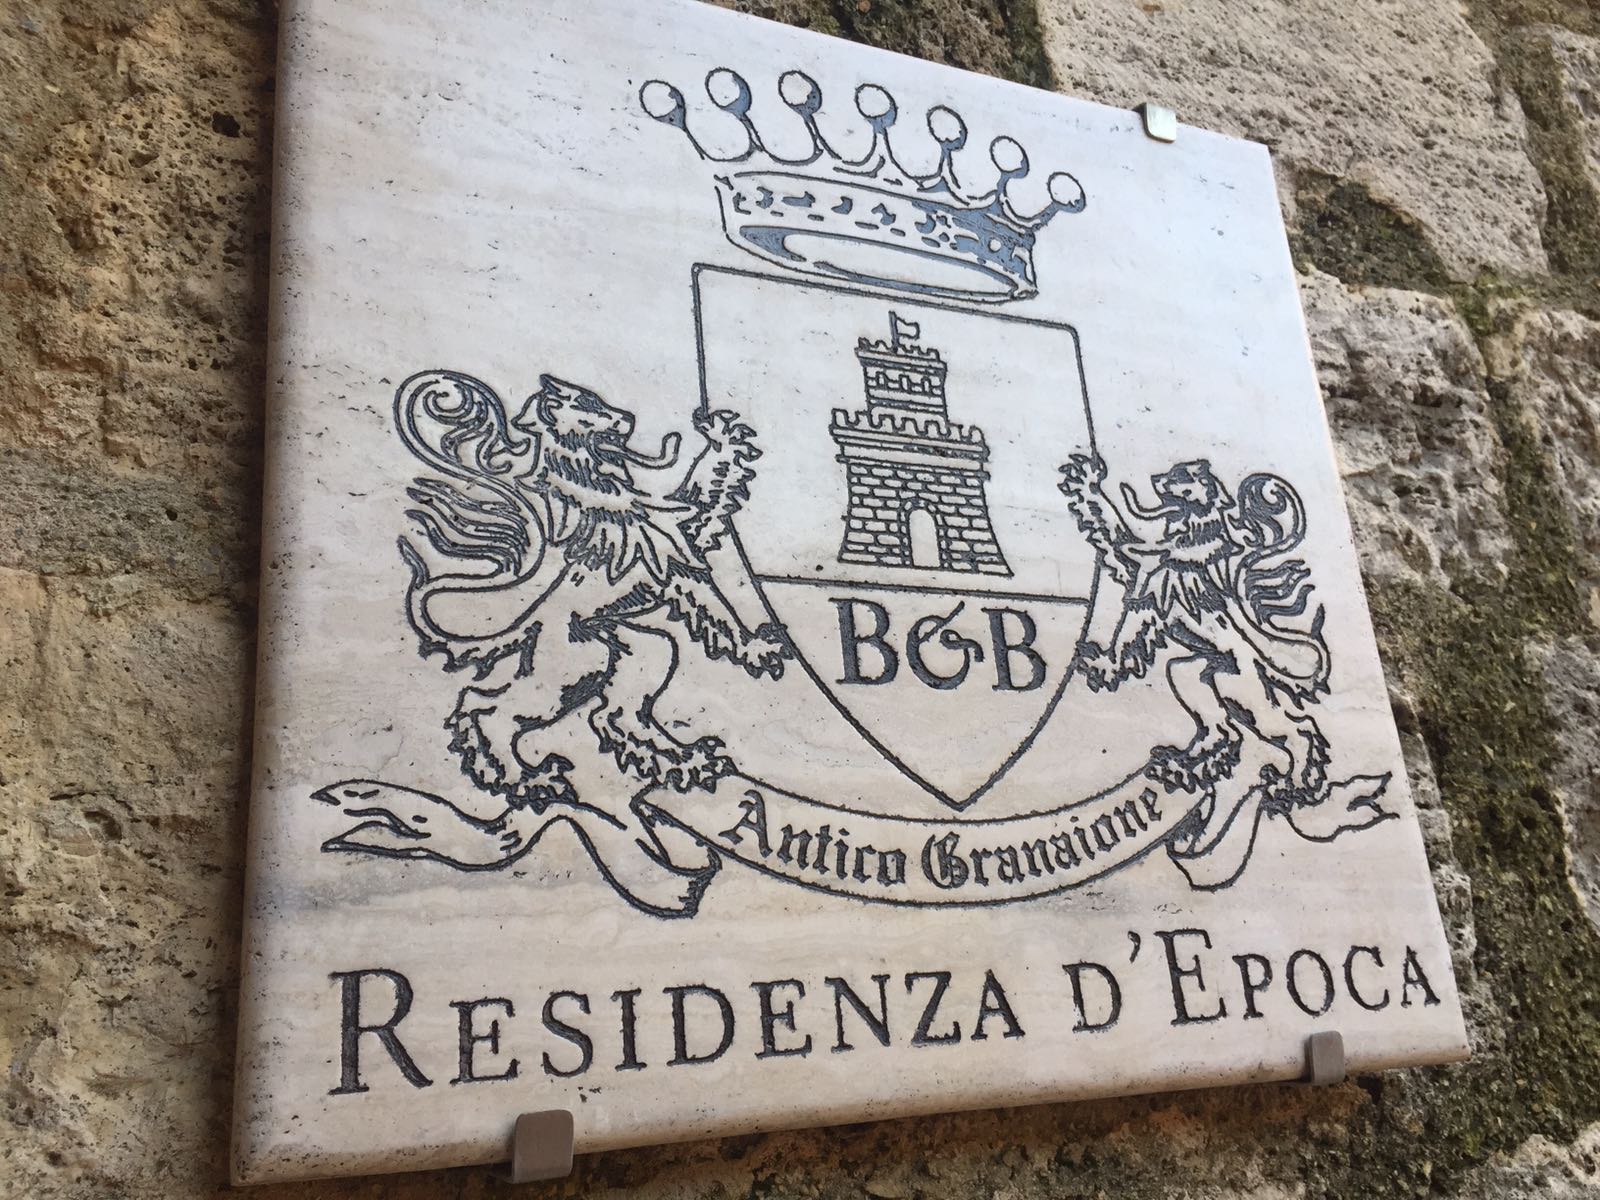 B&B
Antico Granaione
RESIDENZA D'EPOCA